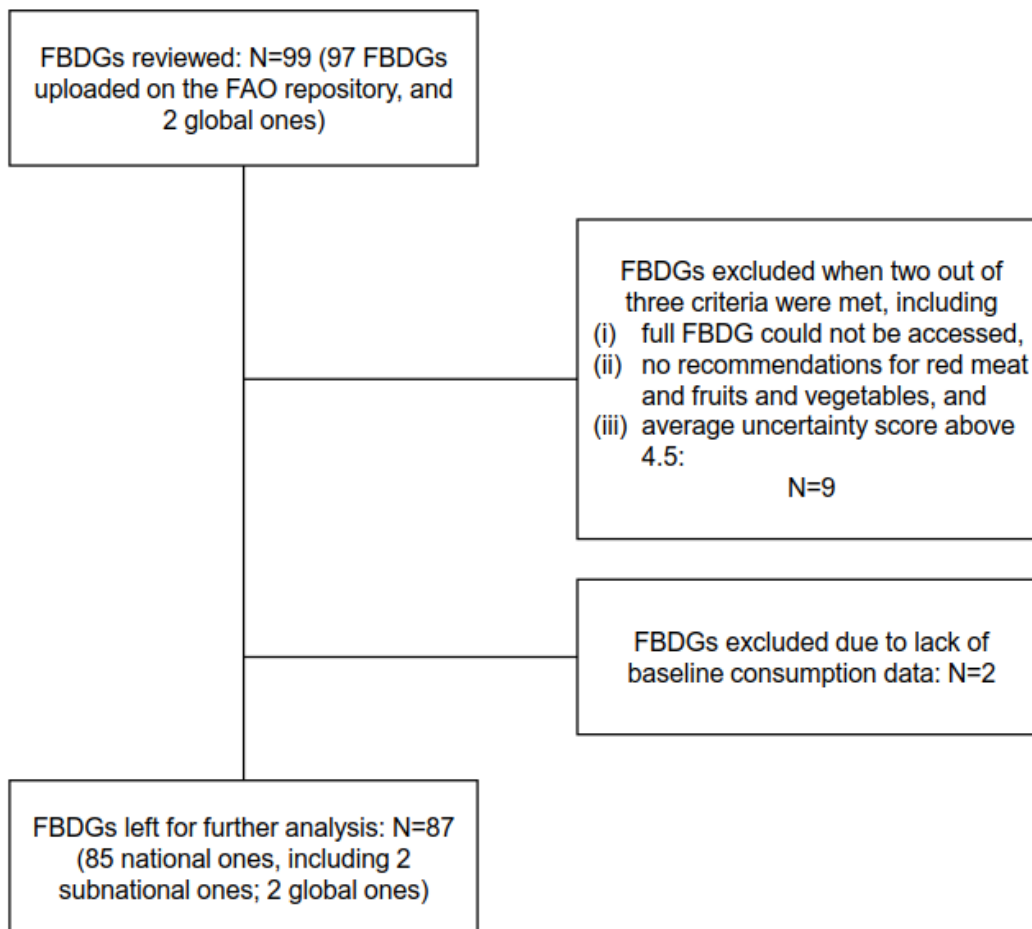 FBDGs reviewed: N=99 (97 FBDGs
uploaded on the FAO repository, and
2 global ones)
FBDGs excluded when two out of
three criteria were met, including
(i) full FBDG could not be accessed,
(ii) no recommendations for red meat
and fruits and vegetables, and
(iii) average uncertainty score above
4.5:
N=9
FBDGs excluded due to lack of
baseline consumption data: N=2
FBDGs left for further analysis: N=87
(85 national ones, including 2
subnational ones; 2 global ones)